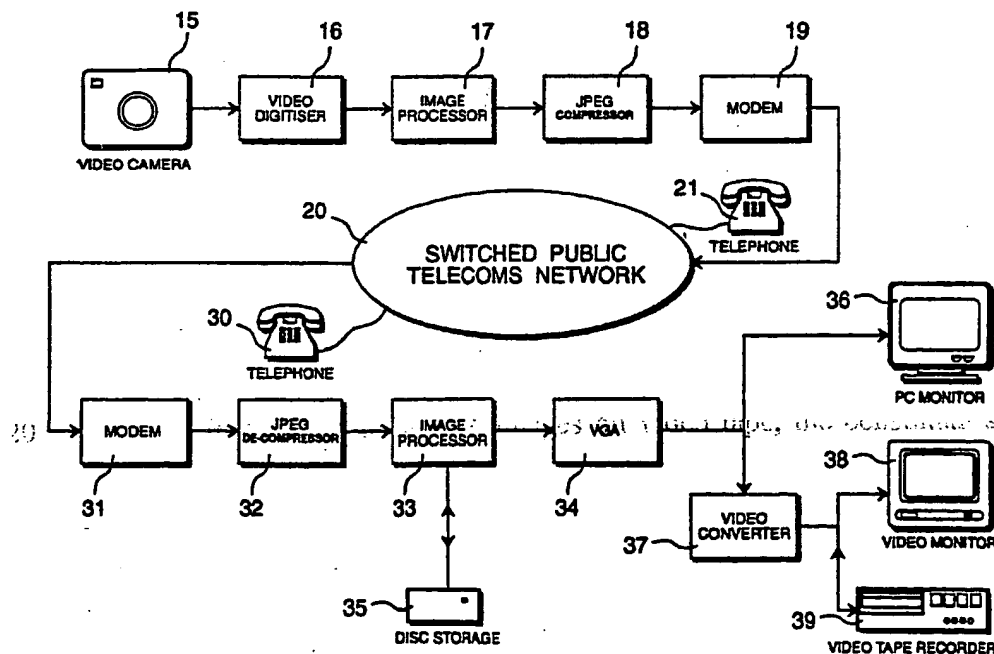 15
16
17
18
19
VIDEO CAMERA
VIDEO
DIGITISER
IMAGE
PROCESSOR
JPEG
COMPRESSOR
MODEM
20
21
TELEPHONE
SWITCHED PUBLIC
TELECOMS NETWORK
30
TELEPHONE
36
PC MONITOR
MODEM
31
JPEG
DE-COMPRESSOR
32
IMAGE
PROCESSOR
33
VGA
34
35
DISC STORAGE
VIDEO
CONVERTER
37
38
VIDEO MONITOR
39
VIDEO TAPE RECORDER